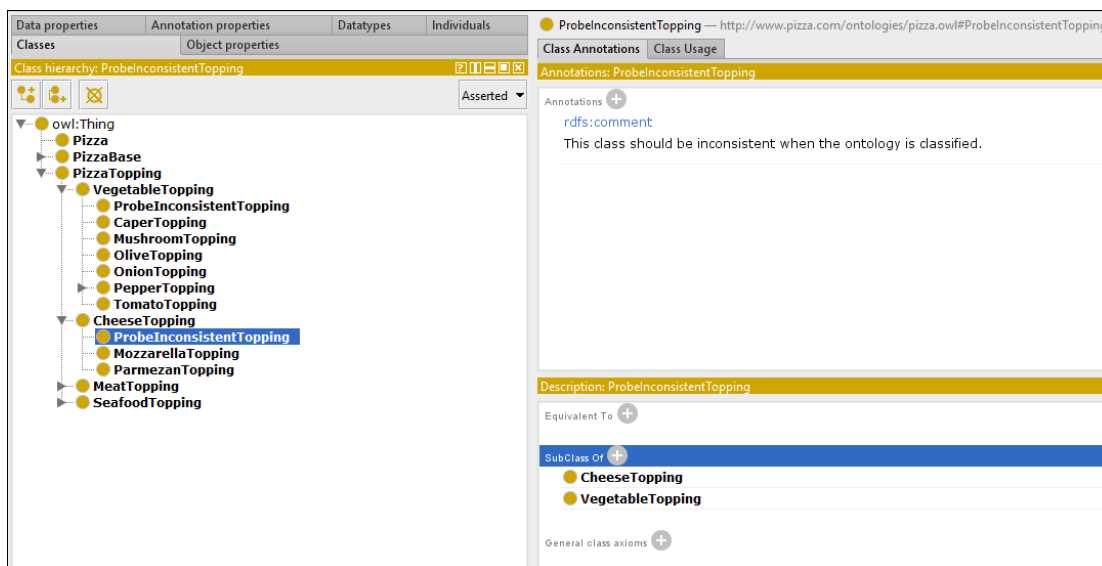 Data properties Annotation properties Datatypes Individuals
Classes Object properties
Class hierarchy: ProbeInconsistentTopping
Asserted
owl:Thing
Pizza
PizzaBase
PizzaTopping
VegetableTopping
ProbeInconsistentTopping
CaperTopping
MushroomTopping
OliveTopping
OnionTopping
PepperTopping
TomatoTopping
CheeseTopping
ProbeInconsistentTopping
MozzarellaTopping
ParmezanTopping
MeatTopping
SeafoodTopping
ProbeInconsistentTopping — http://www.pizza.com/ontologies/pizza.owl#ProbeInconsistentTopping
Class Annotations Class Usage
Annotations: ProbeInconsistentTopping
Annotations
rdfs:comment
This class should be inconsistent when the ontology is classified.
Description: ProbeInconsistentTopping
Equivalent To
SubClass Of
CheeseTopping
VegetableTopping
General class axioms